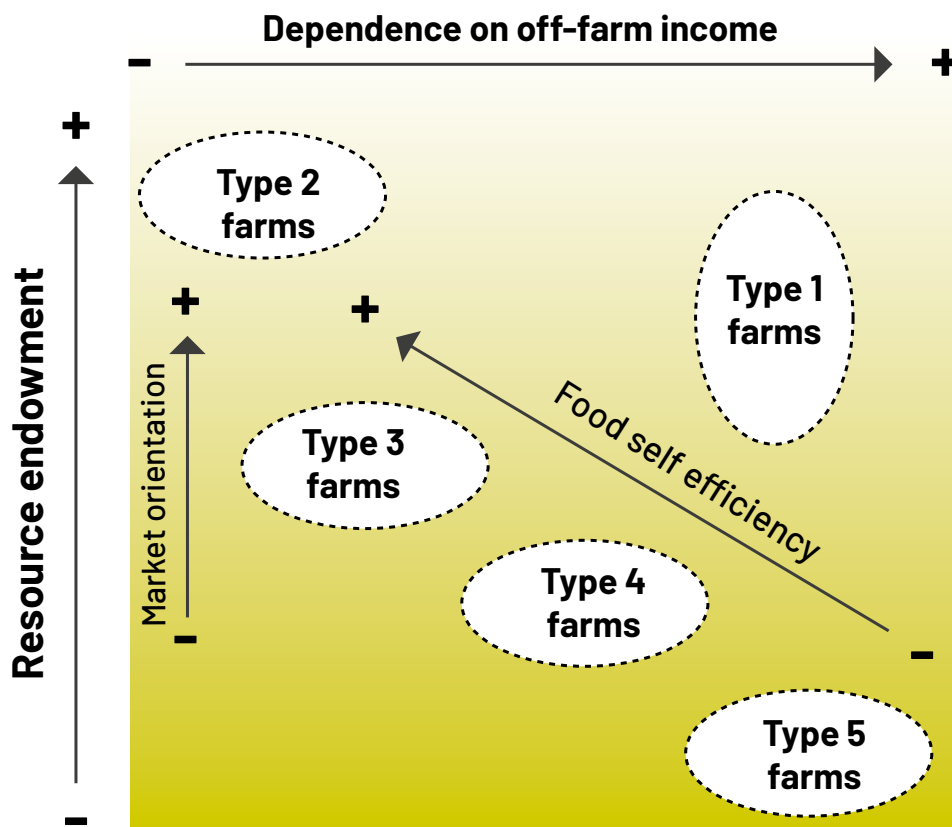 Dependence on off-farm income
-
+
+
Type 2
farms
Type 1
farms
+
+
Resource endowment
Market orientation
Type 3
farms
Food self efficiency
Type 4
farms
-
-
Type 5
farms
-